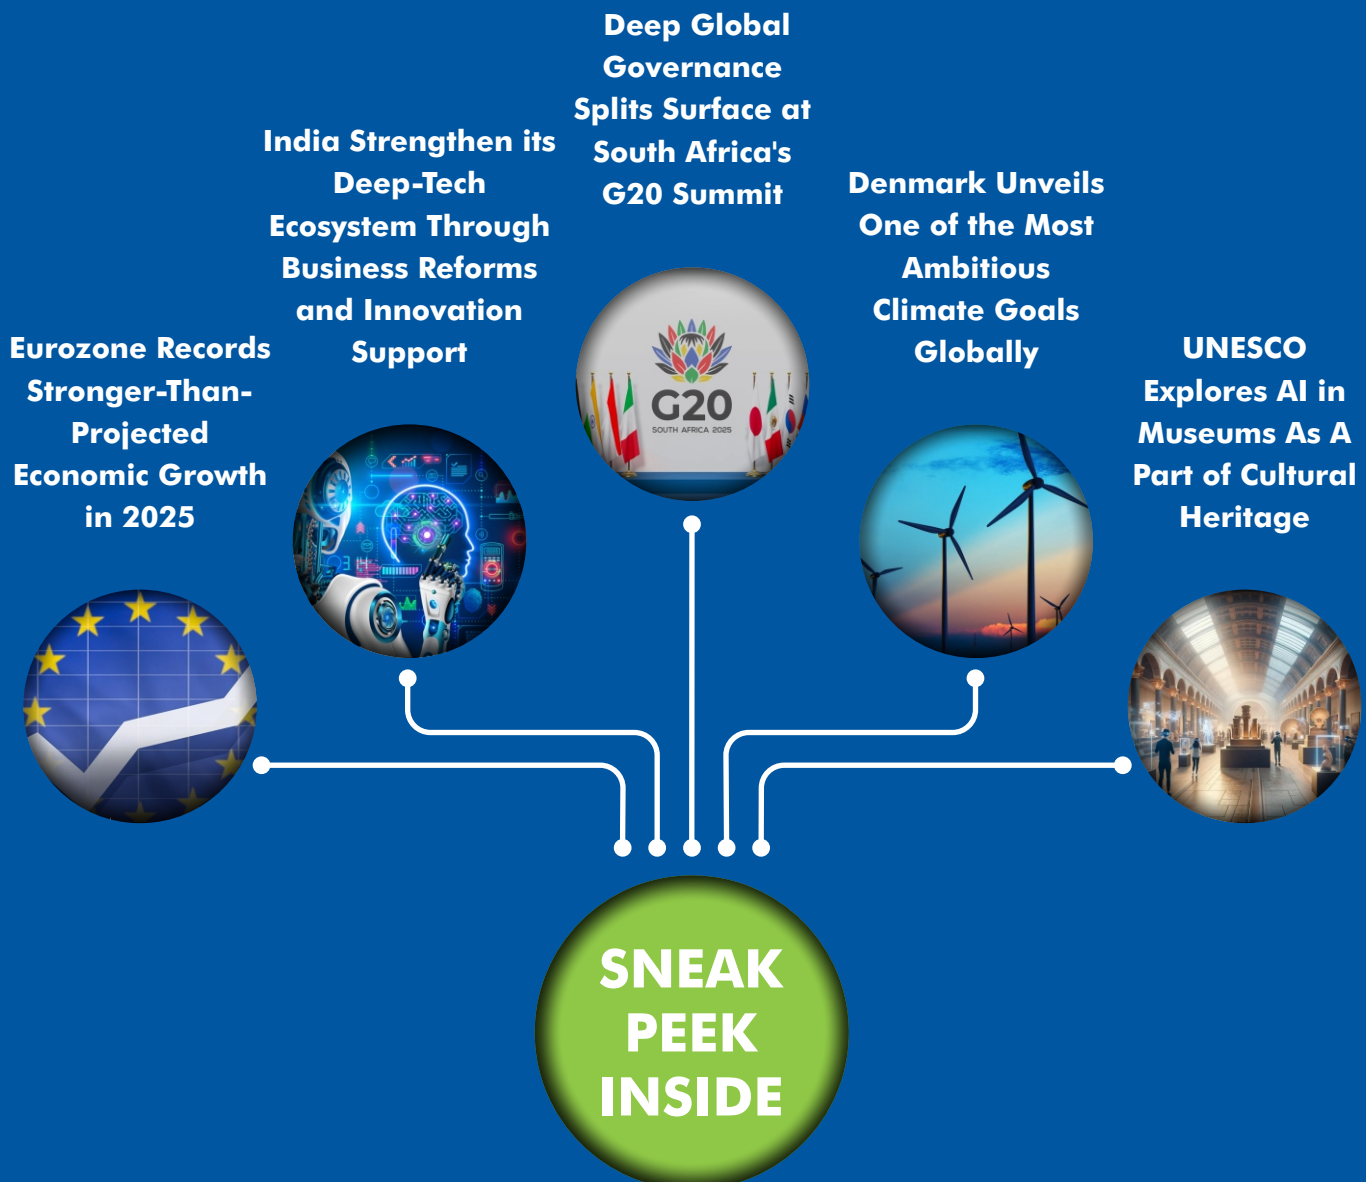 Deep Global
Governance
Splits Surface at
South Africa's
G20 Summit
India Strengthen its
Deep-Tech
Ecosystem Through
Business Reforms
and Innovation
Support
Denmark Unveils
One of the Most
Ambitious
Climate Goals
Globally
Eurozone Records
Stronger-Than-
Projected
Economic Growth
in 2025
UNESCO
Explores AI in
Museums As A
Part of Cultural
Heritage
G20
SOUTH AFRICA 2025
SNEAK
PEEK
INSIDE